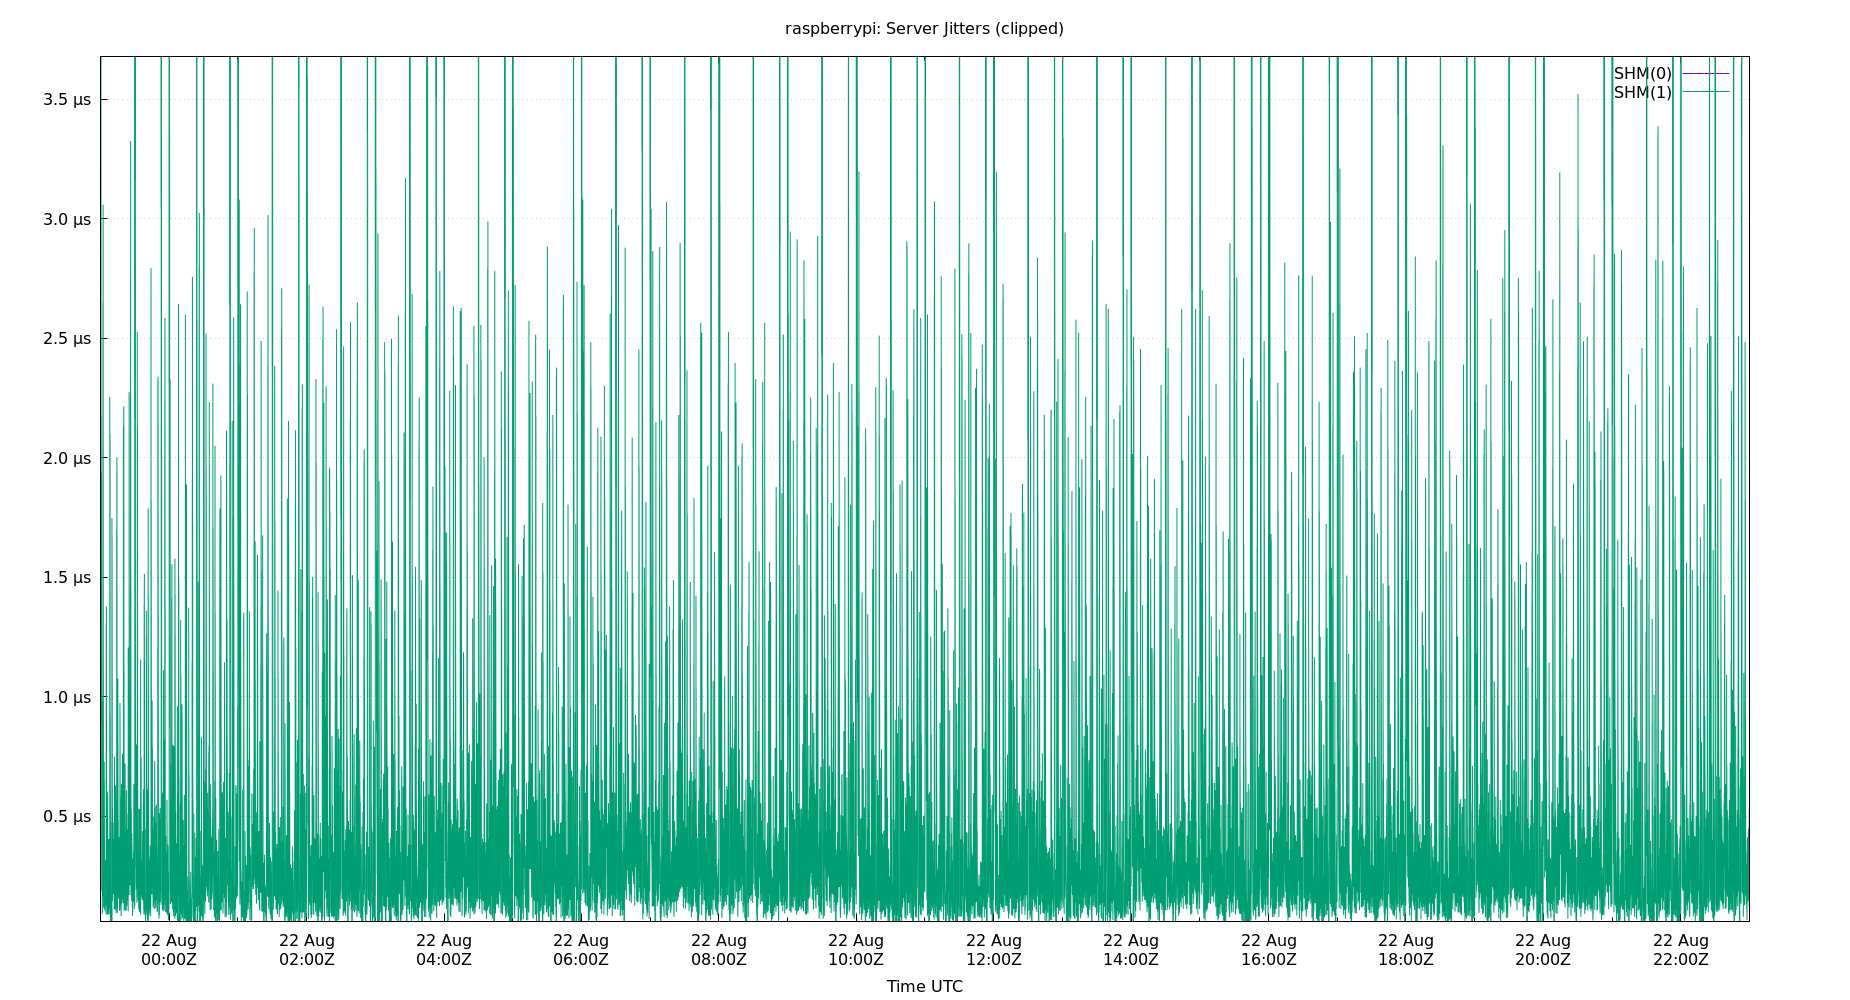 raspberrypi: Server Jitters (clipped)
SHM(0)
SHM(1)
3.5 μs
3.0 μs
2.5 μs
2.0 μs
1.5 μs
1.0 μs
0.5 μs
22 Aug 22 Aug 22 Aug 22 Aug 22 Aug 22 Aug 22 Aug 22 Aug 22 Aug 22 Aug 22 Aug 22 Aug
00:00Z 02:00Z 04:00Z 06:00Z 08:00Z 10:00Z 12:00Z 14:00Z 16:00Z 18:00Z 20:00Z 22:00Z
Time UTC